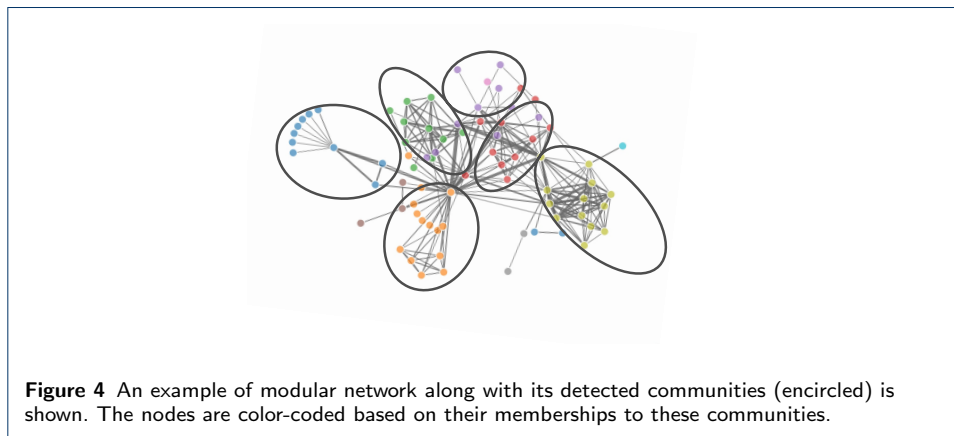 Figure 4 An example of modular network along with its detected communities (encircled) is
shown. The nodes are color-coded based on their memberships to these communities.